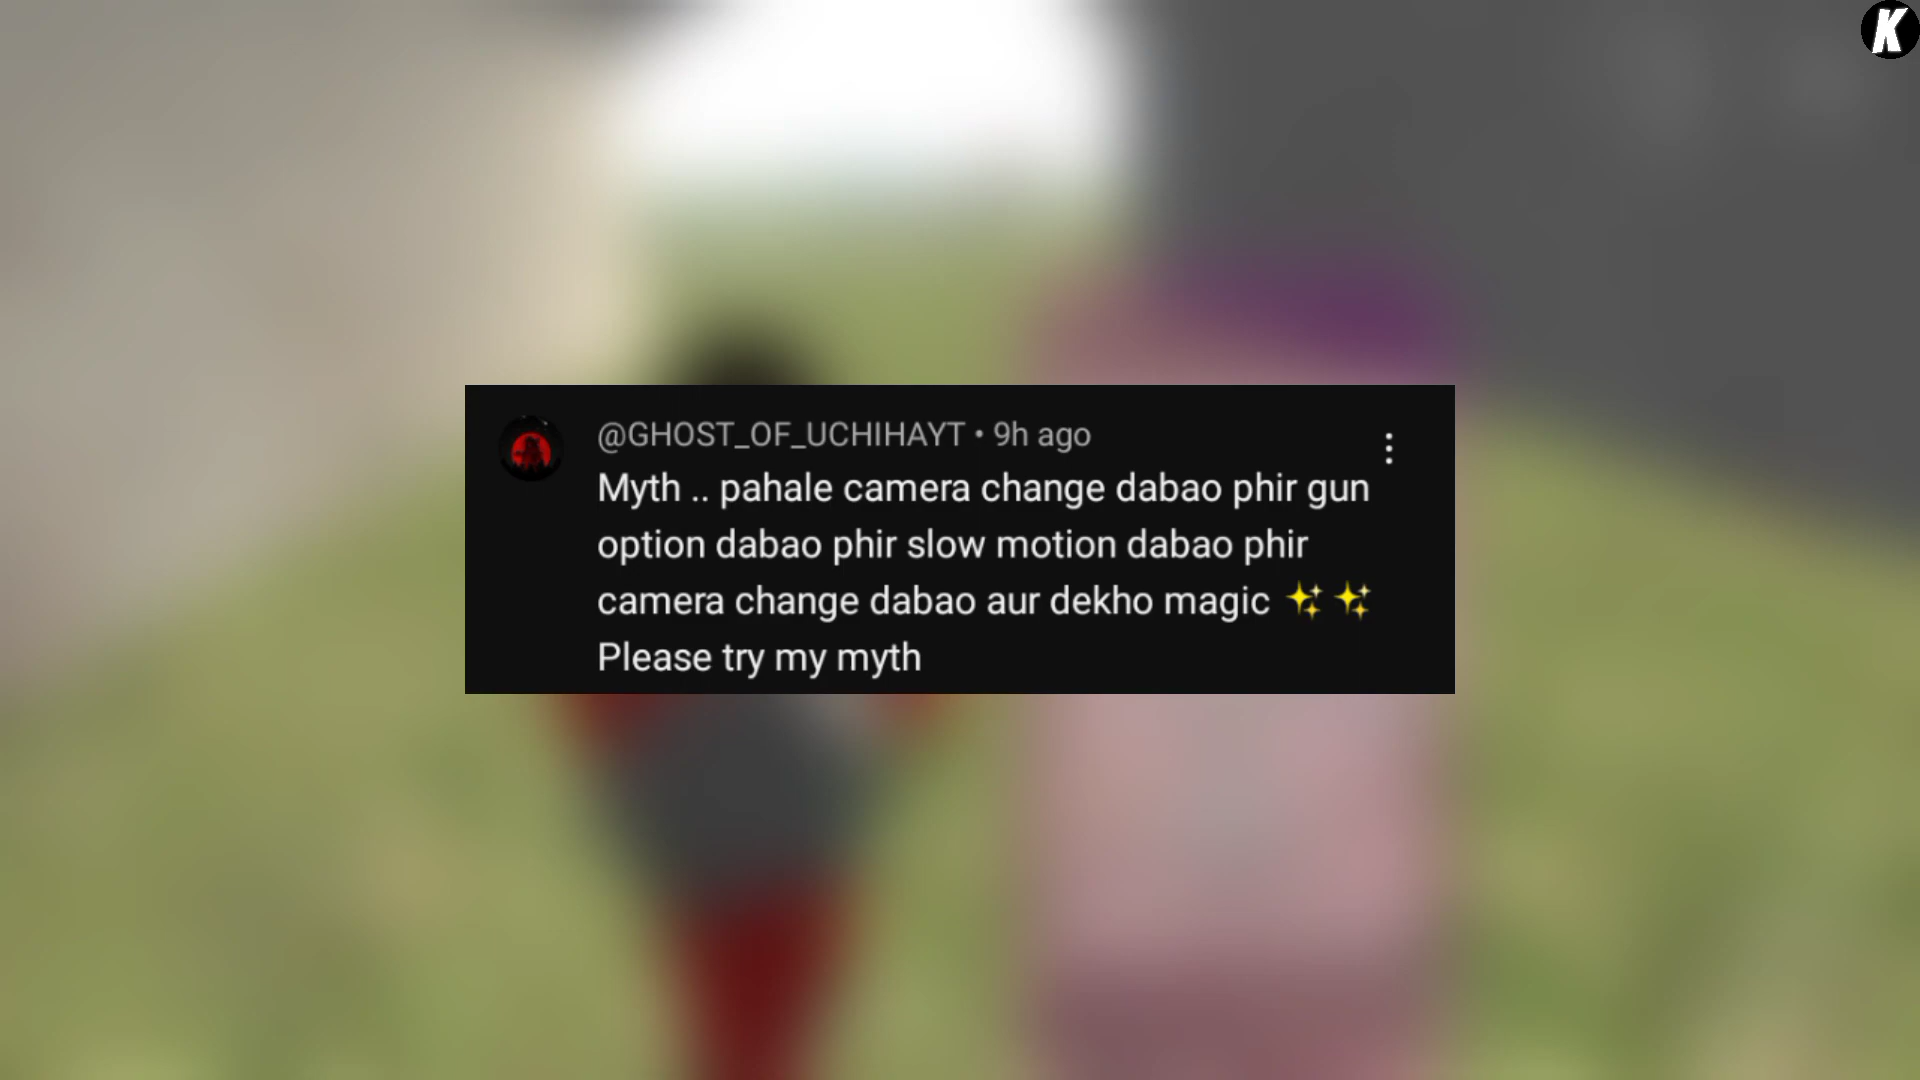 K
@GHOST_OF_UCHIHAYT • 9h ago
Myth .. pahale camera change dabao phir gun
option dabao phir slow motion dabao phir
camera change dabao aur dekho magic ✨✨
Please try my myth